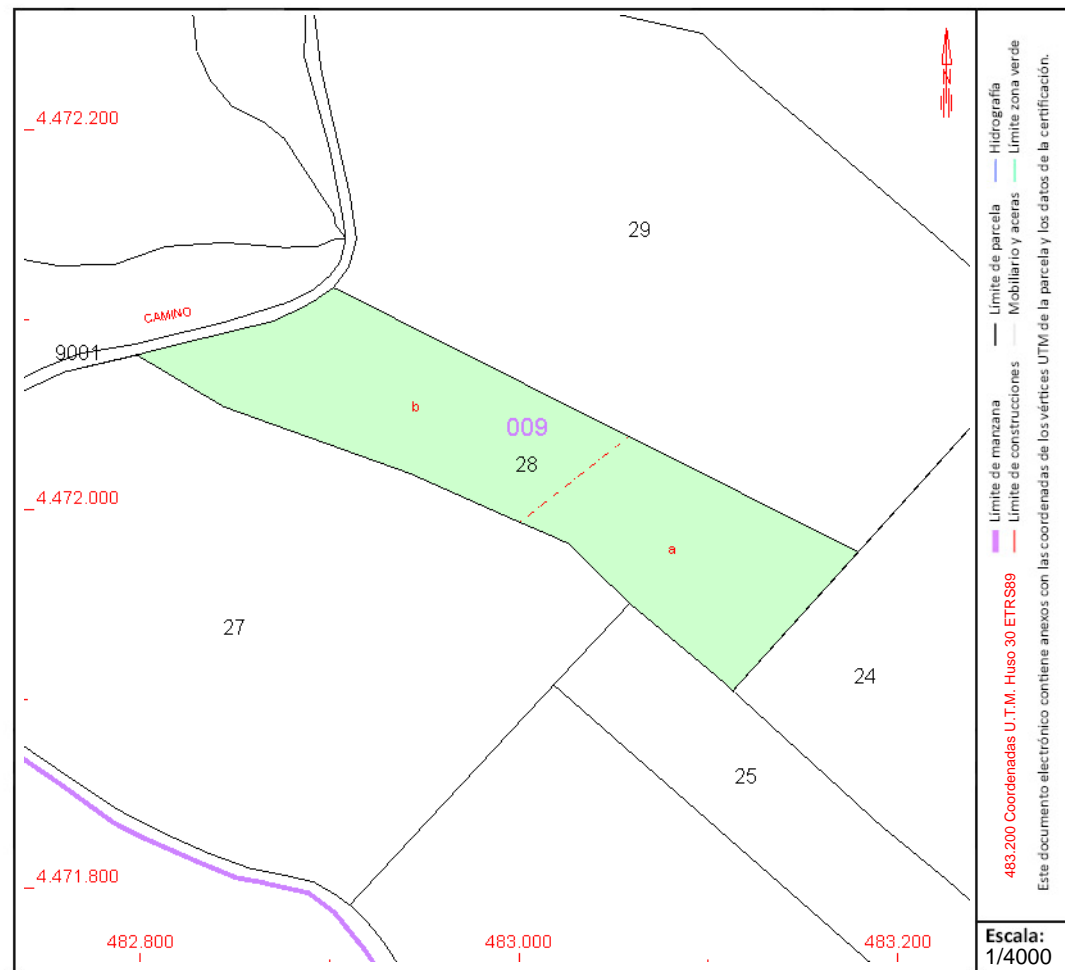 4.472.200
29
CAMINO
9001
b
009
28
4.472.000
a
27
24
25
4.471.800
482.800
483.000
483.200
N
Límite de manzana
Límite de parcela
Hidrografía
Límite de construcciones
Mobiliario y aceras
Límite zona verde
483.200 Coordenadas U.T.M. Huso 30 ETRS89
Este documento electrónico contiene anexos con las coordenadas de los vértices UTM de la parcela y los datos de la certificación.
Escala:
1/4000